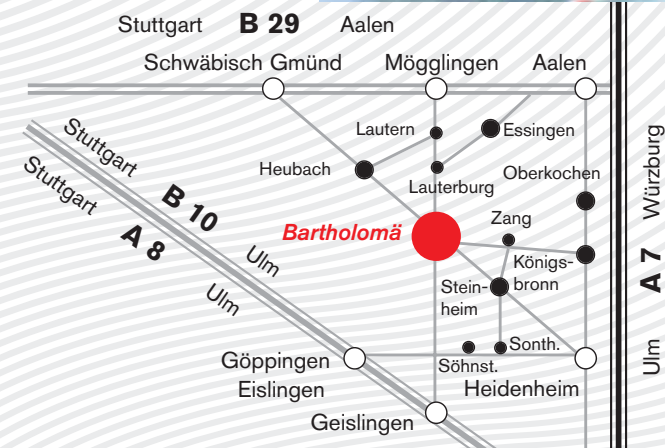 Stuttgart B 29 Aalen
Schwäbisch Gmünd Mögglingen Aalen
Stuttgart
Stuttgart
B 10
A 8
Ulm
Ulm
Lautern
Essingen
Heubach
Lauterburg
Oberkochen
Bartholomä
Zang
Königs-
bronn
Stein-
heim
Sonth.
Söhnst.
Göppingen
Eislingen
Heidenheim
Geislingen
Ulm A 7 Würzburg